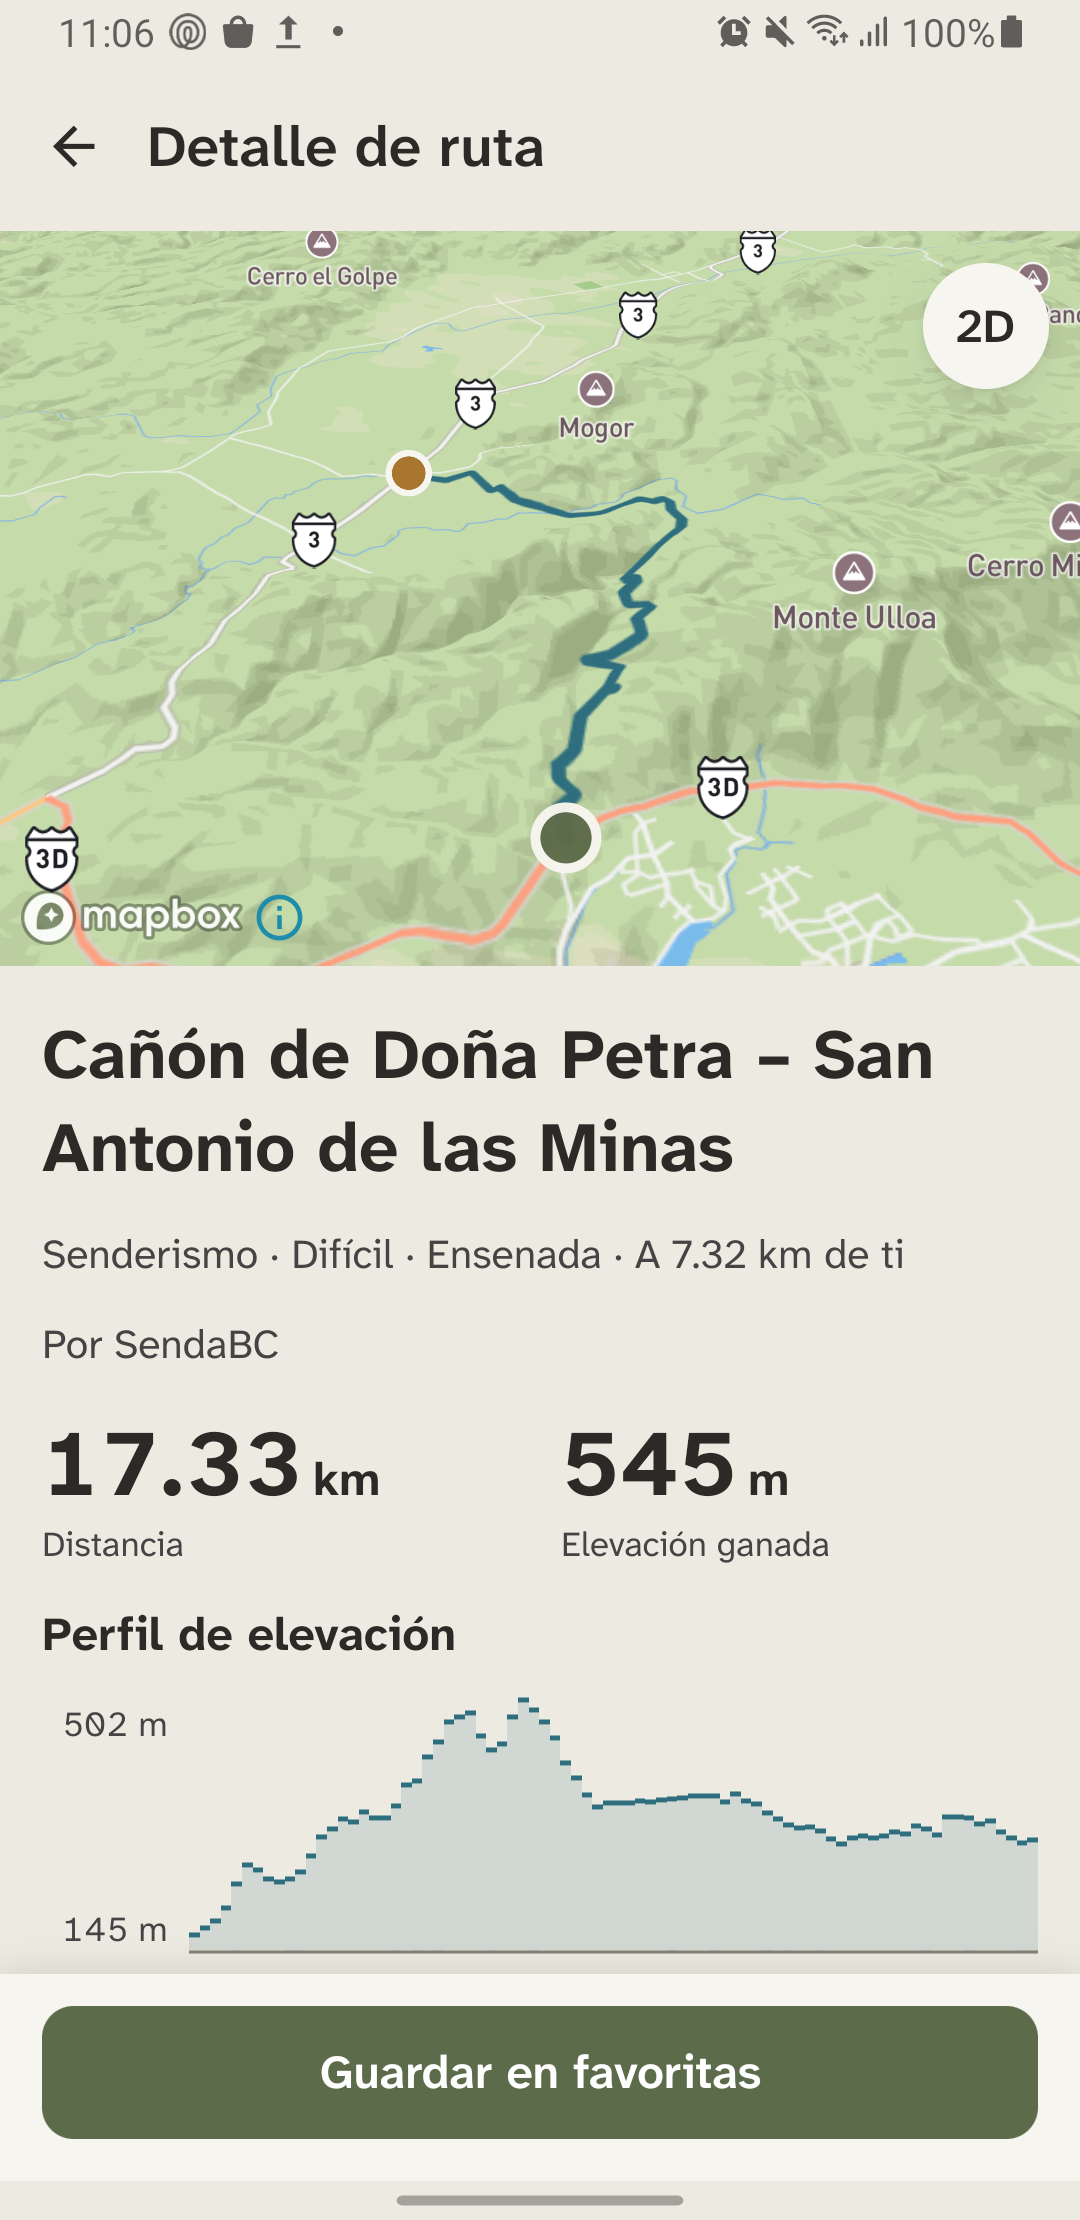 11:06
100%
Detalle de ruta
Cerro el Golpe
3
3
2D
3
Mogor
3
Cerro Mi
Monte Ulloa
3D
3D
mapbox
Cañón de Doña Petra – San
Antonio de las Minas
Senderismo · Difícil · Ensenada · A 7.32 km de ti
Por SendaBC
17.33 km
545 m
Distancia
Elevación ganada
Perfil de elevación
502 m
145 m
Guardar en favoritas